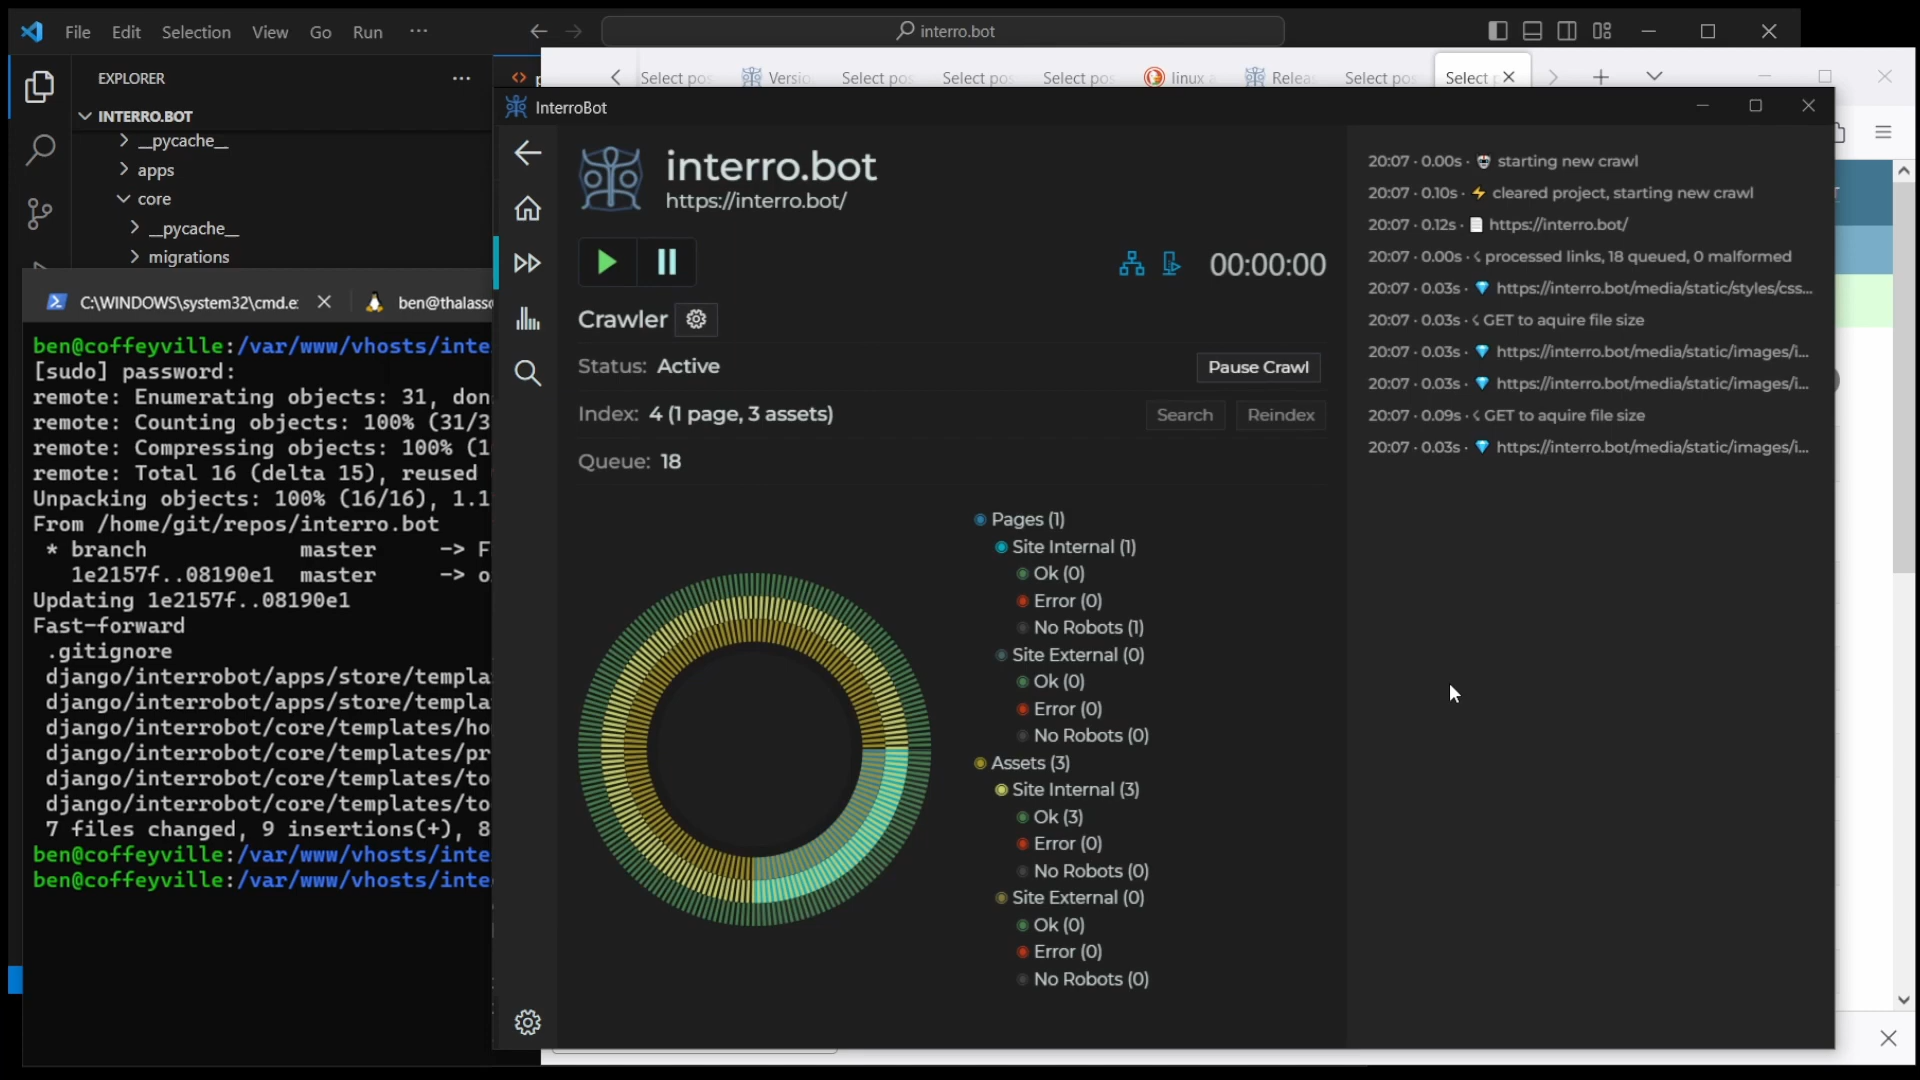 File Edit Selection View Go Run ···
interro.bot
EXPLORER
INTERRO.BOT
__pycache__
apps
core
__pycache__
migrations
Select pos
Versio
Select pos
Select pos
Select pos
linux
Relea
Select pos
Select
C:\WINDOWS\system32\cmd.e
ben@thalass
ben@coffeyville:/var/www/vhosts/inte
[sudo] password:
remote: Enumerating objects: 31, don
remote: Counting objects: 100% (31/3
remote: Compressing objects: 100% (1
remote: Total 16 (delta 15), reused
Unpacking objects: 100% (16/16), 1.1
From /home/git/repos/interro.bot
* branch master -> F
1e2157f..08190e1 master -> o
Updating 1e2157f..08190e1
Fast-forward
.gitignore
django/interrobot/apps/store/templa
django/interrobot/apps/store/templa
django/interrobot/core/templates/ho
django/interrobot/core/templates/pr
django/interrobot/core/templates/to
django/interrobot/core/templates/to
7 files changed, 9 insertions(+), 8
ben@coffeyville:/var/www/vhosts/inte
ben@coffeyville:/var/www/vhosts/inte
InterroBot
interro.bot
https://interro.bot/
00:00:00
Crawler
Status: Active
Pause Crawl
Index: 4 (1 page, 3 assets)
Search
Reindex
Queue: 18
Pages (1)
Site Internal (1)
Ok (0)
Error (0)
No Robots (1)
Site External (0)
Ok (0)
Error (0)
No Robots (0)
Assets (3)
Site Internal (3)
Ok (3)
Error (0)
No Robots (0)
Site External (0)
Ok (0)
Error (0)
No Robots (0)
20:07 · 0.00s · starting new crawl
20:07 · 0.10s · ⚡ cleared project, starting new crawl
20:07 · 0.12s · 📄 https://interro.bot/
20:07 · 0.00s · processed links, 18 queued, 0 malformed
20:07 · 0.03s · 💎 https://interro.bot/media/static/styles/css...
20:07 · 0.03s · GET to aquire file size
20:07 · 0.03s · 💎 https://interro.bot/media/static/images/i...
20:07 · 0.03s · 💎 https://interro.bot/media/static/images/i...
20:07 · 0.09s · GET to aquire file size
20:07 · 0.03s · 💎 https://interro.bot/media/static/images/i...